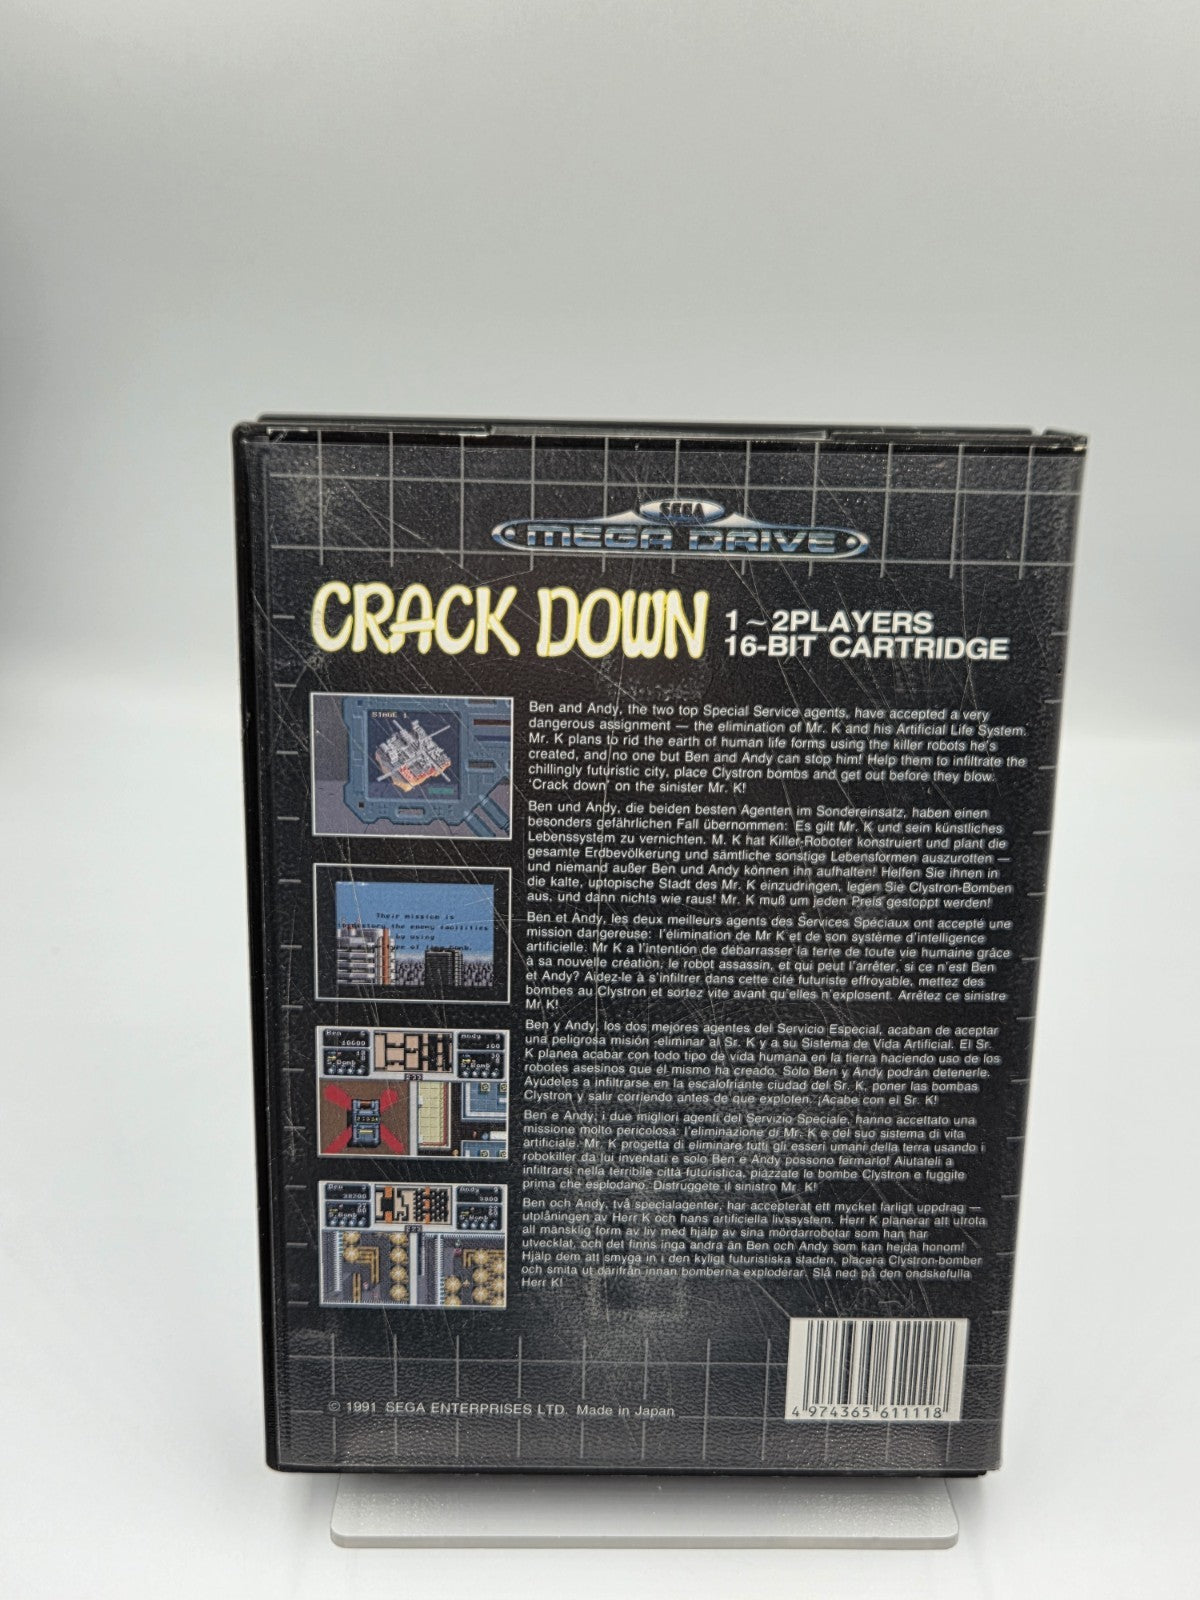 SEGA
MEGA DRIVE
CRACK DOWN
1~2PLAYERS
16-BIT CARTRIDGE
STAGE 1
Ben and Andy, the two top Special Service agents, have accepted a very
dangerous assignment — the elimination of Mr. K and his Artificial Life System.
Mr. K plans to rid the earth of human life forms using the killer robots he's
created, and no one but Ben and Andy can stop him! Help them to infiltrate the
chillingly futuristic city, place Clystron bombs and get out before they blow.
'Crack down' on the sinister Mr. K!
Ben und Andy, die beiden besten Agenten im Sondereinsatz, haben einen
besonders gefährlichen Fall übernommen: Es gilt Mr. K und sein künstliches
Lebenssystem zu vernichten. M. K hat Killer-Roboter konstruiert und plant die
gesamte Erdbevölkerung und sämtliche sonstige Lebensformen auszurotten —
und niemand außer Ben und Andy können ihn aufhalten! Helfen Sie ihnen in
die kalte, uptopische Stadt des Mr. K einzudringen, legen Sie Clystron-Bomben
aus, und dann nichts wie raus! Mr. K muß um jeden Preis gestoppt werden!
Their mission is
the enemy facilities
by using
type of time bomb.
Ben et Andy, les deux meilleurs agents des Services Spéciaux ont accepté une
mission dangereuse: l'élimination de Mr K et de son système d'intelligence
artificielle. Mr K a l'intention de débarrasser la terre de toute vie humaine grâce
à sa nouvelle création, le robot assassin, et qui peut l'arrêter, si ce n'est Ben
et Andy? Aidez-le à s'infiltrer dans cette cité futuriste effroyable, mettez des
bombes au Clystron et sortez vite avant qu'elles n'explosent. Arrêtez ce sinistre
Mr K!
Ben y Andy, los dos mejores agentes del Servicio Especial, acaban de aceptar
una peligrosa misión eliminar al Sr. K y a su Sistema de Vida Artificial. El Sr.
K planea acabar con todo tipo de vida humana en la tierra haciendo uso de los
robotes asesinos que él mismo ha creado. Sólo Ben y Andy podrán detenerle.
Ayúdeles a infiltrarse en la escalofriante ciudad del Sr. K, poner las bombas
Clystron y salir corriendo antes de que exploten. ¡Acabe con el Sr. K!
Ben e Andy, i due migliori agenti del Servizio Speciale, hanno accettato una
missione molto pericolosa: l'eliminazione di Mr. K e del suo sistema di vita
artificiale. Mr. K progetta di eliminare tutti gli esseri umani della terra usando i
robokiller da lui inventati e solo Ben e Andy possono fermarlo! Aiutateli a
infiltrarsi nella terribile città futuristica, piazzate le bombe Clystron e fuggite
prima che esplodano. Distruggete il sinistro Mr K!
Ben och Andy, två specialagenter, har accepterat ett mycket farligt uppdrag —
utplåningen av Herr K och hans artificiella livssystem. Herr K planerar att utrota
all mänsklig form av liv med hjälp av sina mördarrobotar som han har
utvecklat, och det finns inga andra än Ben och Andy som kan hejda honom!
Hjälp dem att smyga in i den kyligt futuristiska staden, placera Clystron-bomber
och smita ut därifrån innan bomberna exploderar. Slå ned på den ondskefulla
Herr K!
4 974365 611118
© 1991 SEGA ENTERPRISES LTD. Made in Japan